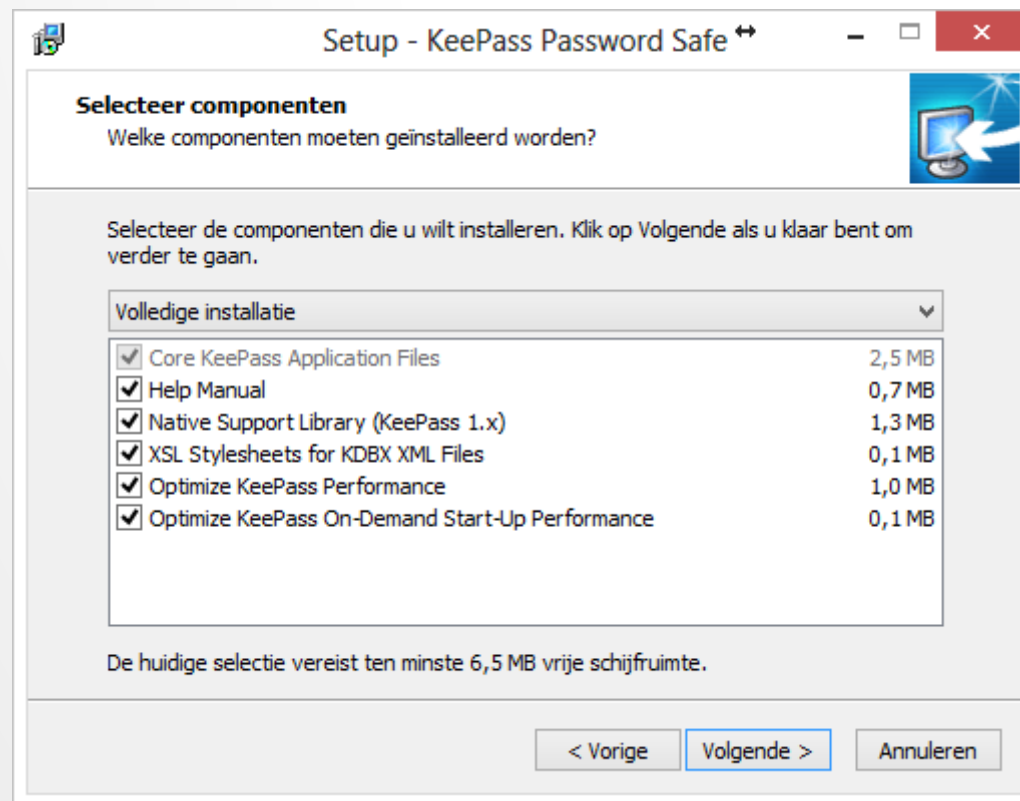 Setup - KeePass Password Safe
Selecteer componenten
Welke componenten moeten geïnstalleerd worden?
Selecteer de componenten die u wilt installeren. Klik op Volgende als u klaar bent om
verder te gaan.
Volledige installatie
Core KeePass Application Files 2,5 MB
Help Manual 0,7 MB
Native Support Library (KeePass 1.x) 1,3 MB
XSL Stylesheets for KDBX XML Files 0,1 MB
Optimize KeePass Performance 1,0 MB
Optimize KeePass On-Demand Start-Up Performance 0,1 MB
De huidige selectie vereist ten minste 6,5 MB vrije schijfruimte.
< Vorige Volgende > Annuleren